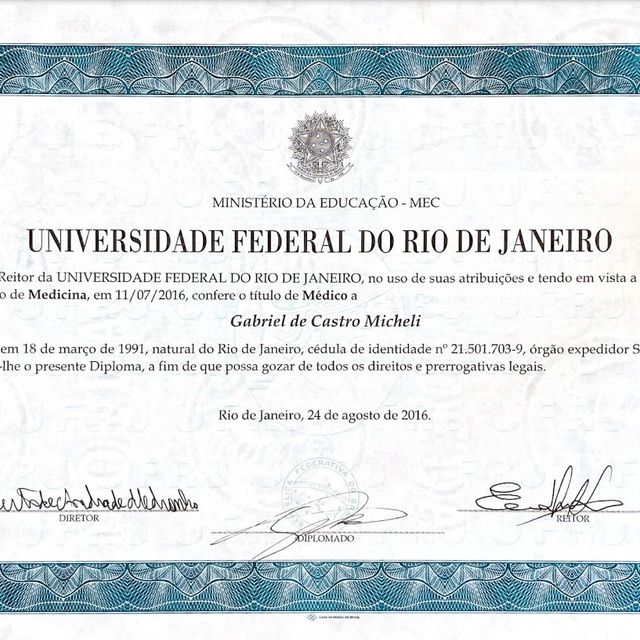 MINISTÉRIO DA EDUCAÇÃO - MEC
UNIVERSIDADE FEDERAL DO RIO DE JANEIRO
Reitor da UNIVERSIDADE FEDERAL DO RIO DE JANEIRO, no uso de suas atribuições e tendo em vista a
o de Medicina, em 11/07/2016, confere o título de Médico a
Gabriel de Castro Micheli
em 18 de março de 1991, natural do Rio de Janeiro, cédula de identidade nº 21.501.703-9, órgão expedidor S
-lhe o presente Diploma, a fim de que possa gozar de todos os direitos e prerrogativas legais.
Rio de Janeiro, 24 de agosto de 2016.
DIRETOR
DIPLOMADO
REITOR